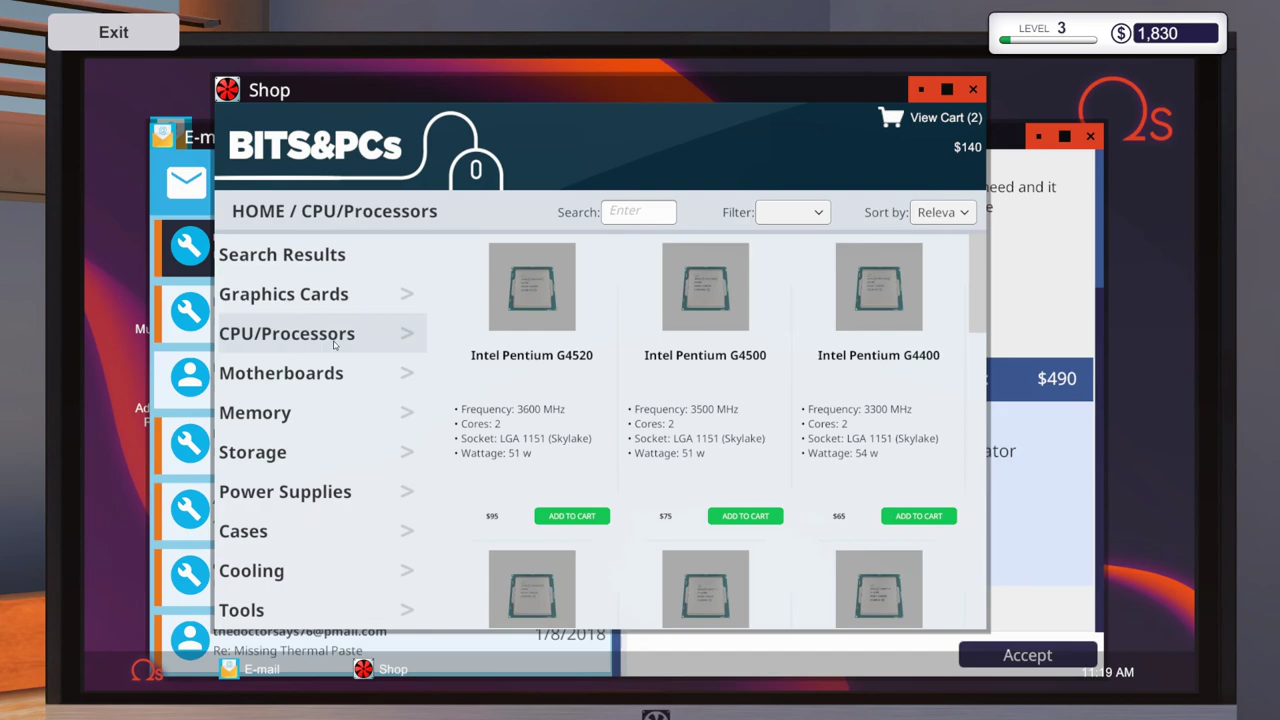 Exit
LEVEL 3
$ 1,830
Shop
E-m
BITS&PCs
View Cart (2)
$140
HOME / CPU/Processors
Search: Enter
Filter:
Sort by: Releva
Search Results
Graphics Cards >
CPU/Processors >
Motherboards >
Memory >
Storage >
Power Supplies >
Cases >
Cooling >
Tools >
Intel Pentium G4520
• Frequency: 3600 MHz
• Cores: 2
• Socket: LGA 1151 (Skylake)
• Wattage: 51 w
$95 ADD TO CART
Intel Pentium G4500
• Frequency: 3500 MHz
• Cores: 2
• Socket: LGA 1151 (Skylake)
• Wattage: 51 w
$75 ADD TO CART
Intel Pentium G4400
• Frequency: 3300 MHz
• Cores: 2
• Socket: LGA 1151 (Skylake)
• Wattage: 54 w
$65 ADD TO CART
need and it
$490
ator
Mu
Ad
F
thedoctorsays76@pmail.com
1/8/2018
Re: Missing Thermal Paste
Accept
E-mail
Shop
11:19 AM